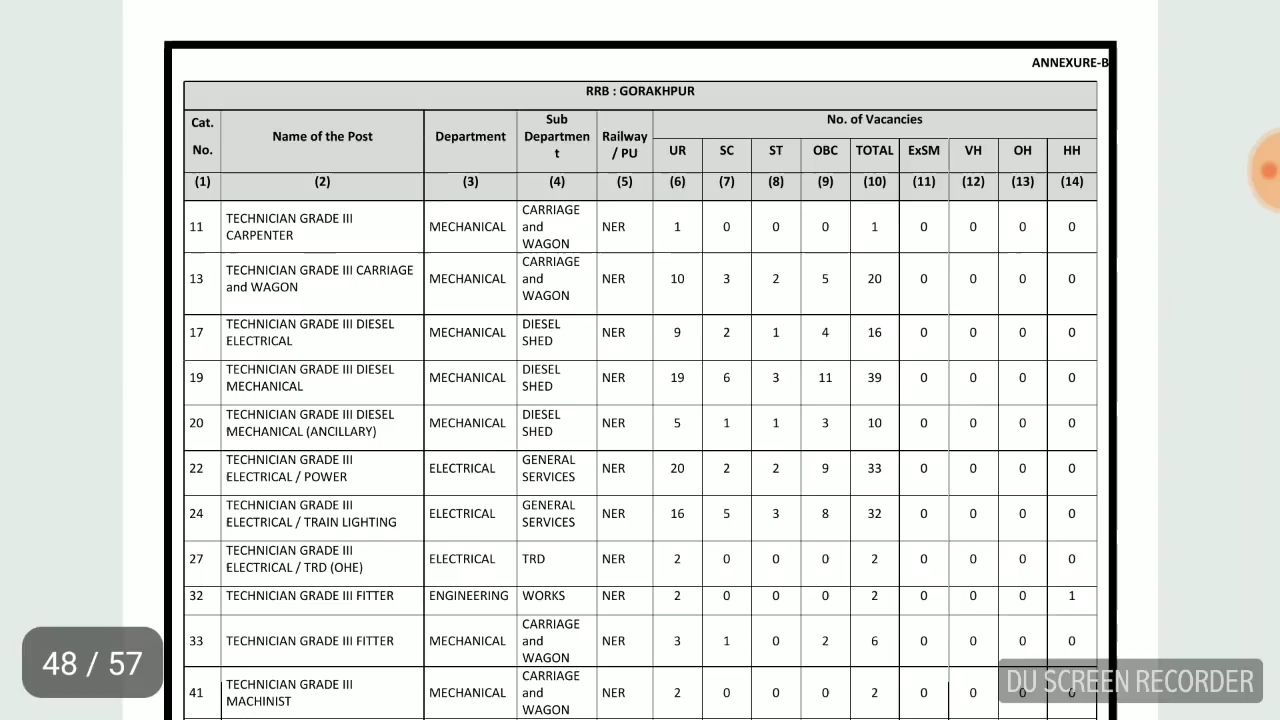 ANNEXURE-B
RRB : GORAKHPUR
Cat. No. Name of the Post Department Sub Departmen t Railway / PU No. of Vacancies
UR SC ST OBC TOTAL ExSM VH OH HH
(1) (2) (3) (4) (5) (6) (7) (8) (9) (10) (11) (12) (13) (14)
11 TECHNICIAN GRADE III CARPENTER MECHANICAL CARRIAGE and WAGON NER 1 0 0 0 1 0 0 0 0
13 TECHNICIAN GRADE III CARRIAGE and WAGON MECHANICAL CARRIAGE and WAGON NER 10 3 2 5 20 0 0 0 0
17 TECHNICIAN GRADE III DIESEL ELECTRICAL MECHANICAL DIESEL SHED NER 9 2 1 4 16 0 0 0 0
19 TECHNICIAN GRADE III DIESEL MECHANICAL MECHANICAL DIESEL SHED NER 19 6 3 11 39 0 0 0 0
20 TECHNICIAN GRADE III DIESEL MECHANICAL (ANCILLARY) MECHANICAL DIESEL SHED NER 5 1 1 3 10 0 0 0 0
22 TECHNICIAN GRADE III ELECTRICAL / POWER ELECTRICAL GENERAL SERVICES NER 20 2 2 9 33 0 0 0 0
24 TECHNICIAN GRADE III ELECTRICAL / TRAIN LIGHTING ELECTRICAL GENERAL SERVICES NER 16 5 3 8 32 0 0 0 0
27 TECHNICIAN GRADE III ELECTRICAL / TRD (OHE) ELECTRICAL TRD NER 2 0 0 0 2 0 0 0 0
32 TECHNICIAN GRADE III FITTER ENGINEERING WORKS NER 2 0 0 0 2 0 0 0 1
33 TECHNICIAN GRADE III FITTER MECHANICAL CARRIAGE and WAGON NER 3 1 0 2 6 0 0 0 0
41 TECHNICIAN GRADE III MACHINIST MECHANICAL CARRIAGE and WAGON NER 2 0 0 0 2 0 0 0 0
48 / 57
DU SCREEN RECORDER